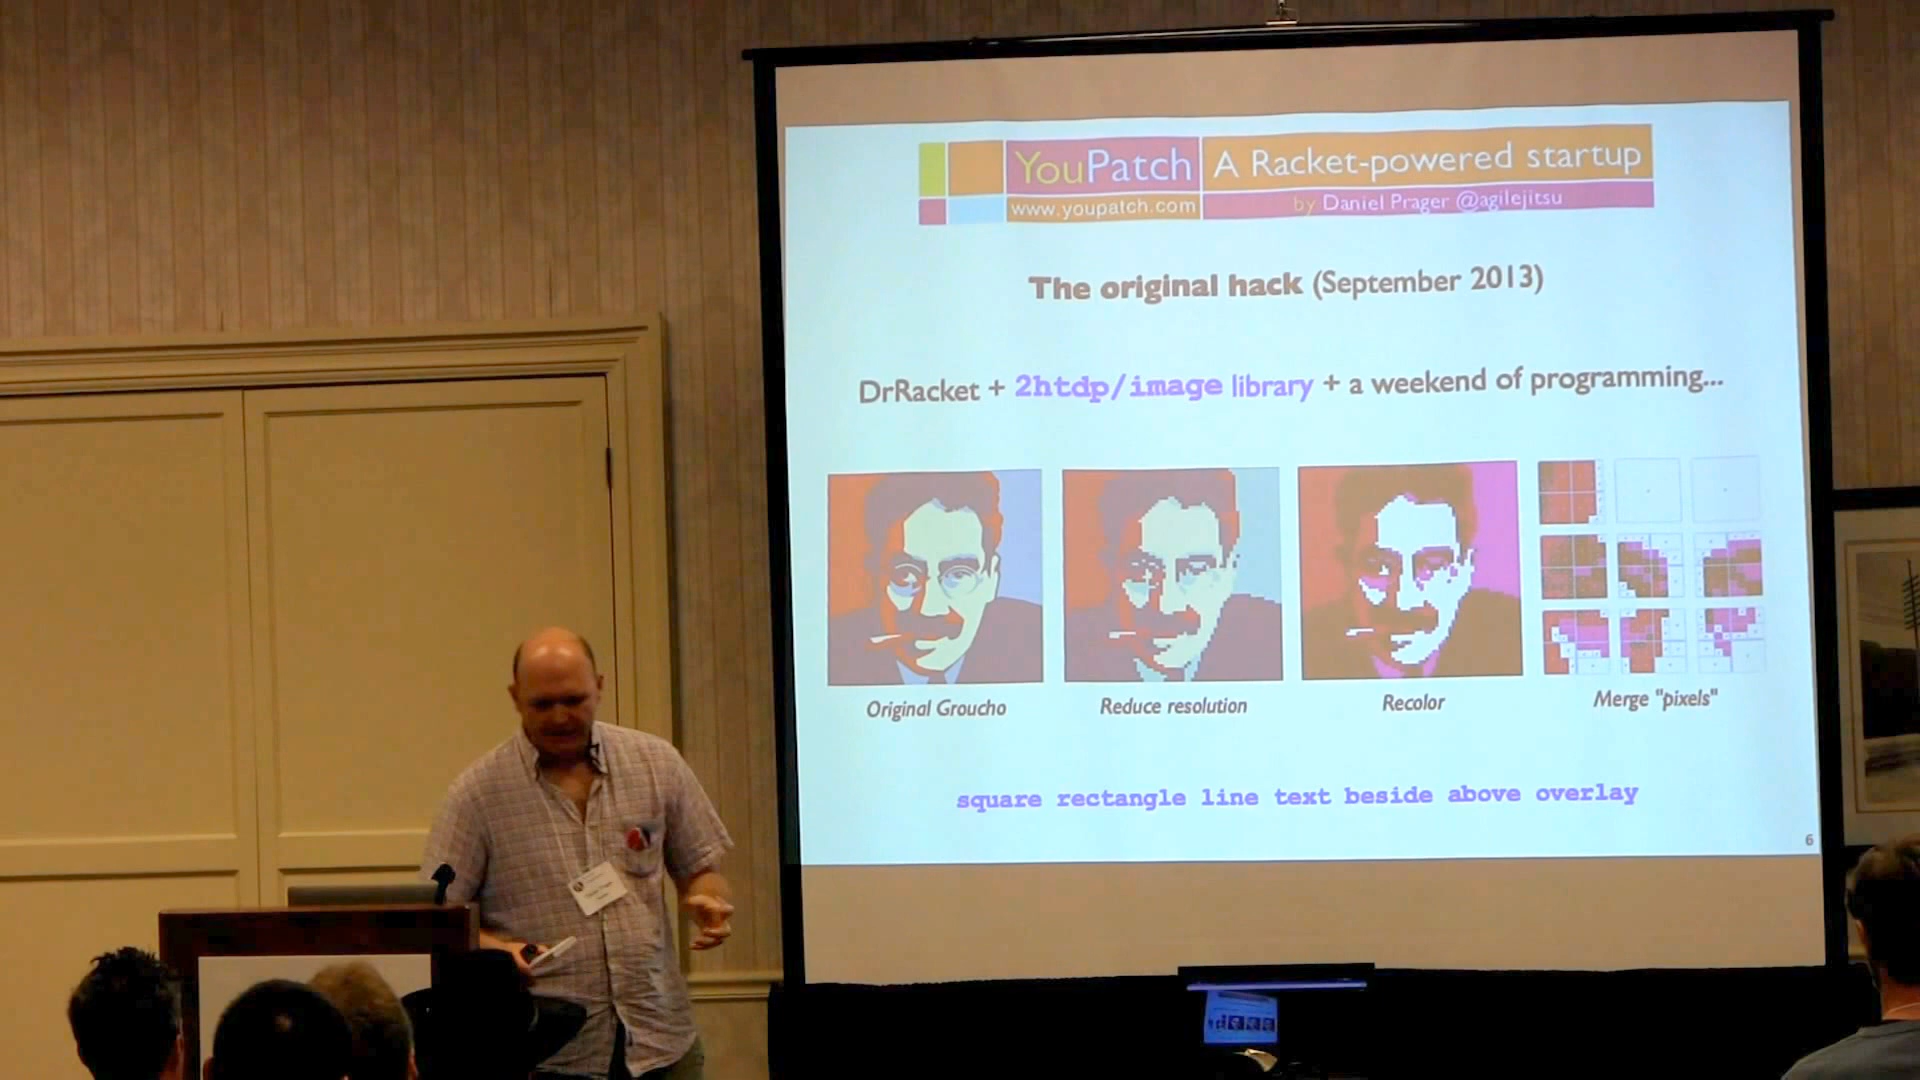 YouPatch
A Racket-powered startup
www.youpatch.com
by Daniel Prager @agilejitsu
The original hack (September 2013)
DrRacket + 2htdp/image library + a weekend of programming...
Original Groucho
Reduce resolution
Recolor
Merge "pixels"
square rectangle line text beside above overlay
6